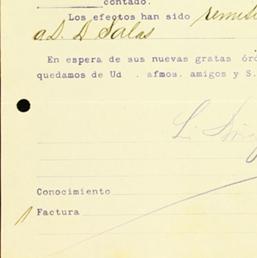 contado.
Los efectos han sido
a D. D Salas
En espera de sus nuevas gratas
quedamos de Ud . afmos. amigos y S.
Conocimiento
Factura